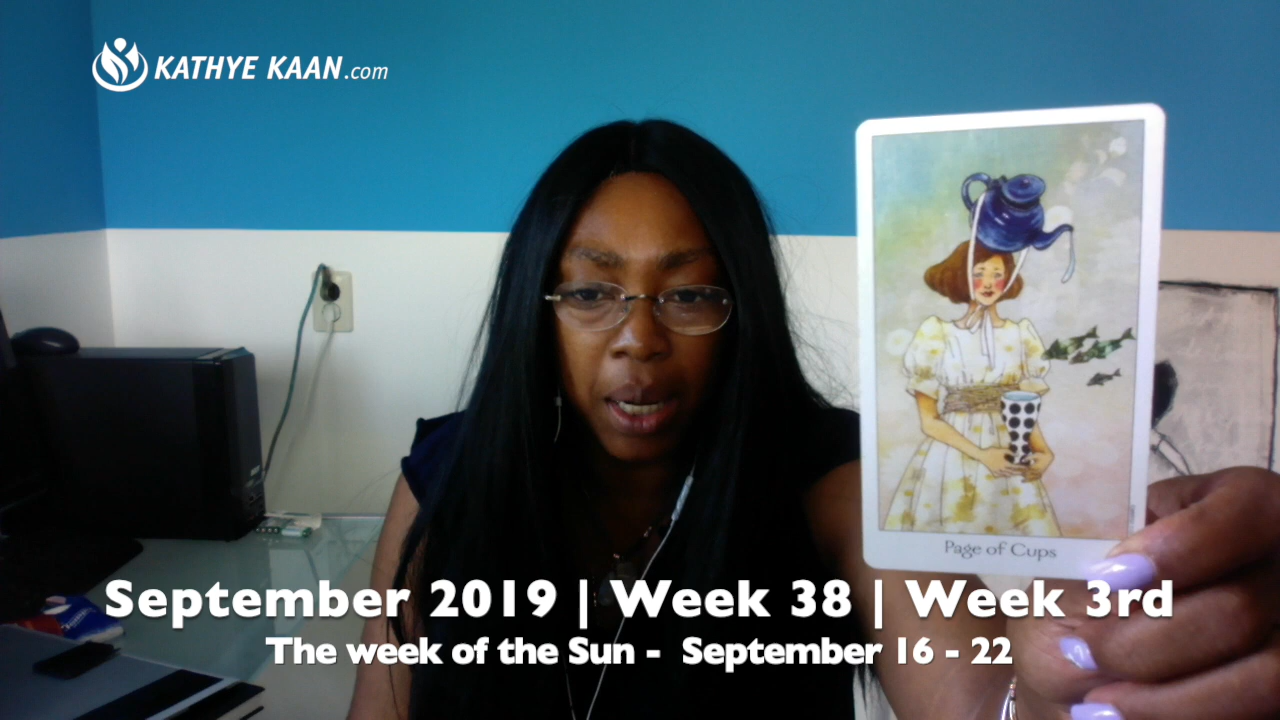 KATHYE KAAN.com
Page of Cups
September 2019 | Week 38 | Week 3rd
The week of the Sun - September 16 - 22